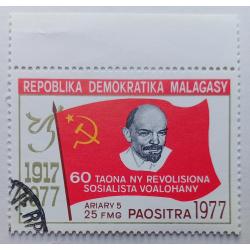 REPOBLIKA DEMOKRATIKA MALAGASY
1917
1977
60 TAONA NY REVOLISIONA
SOSIALISTA VOALOHANY
ARIARY 5
25 FMG
PAOSITRA 1977